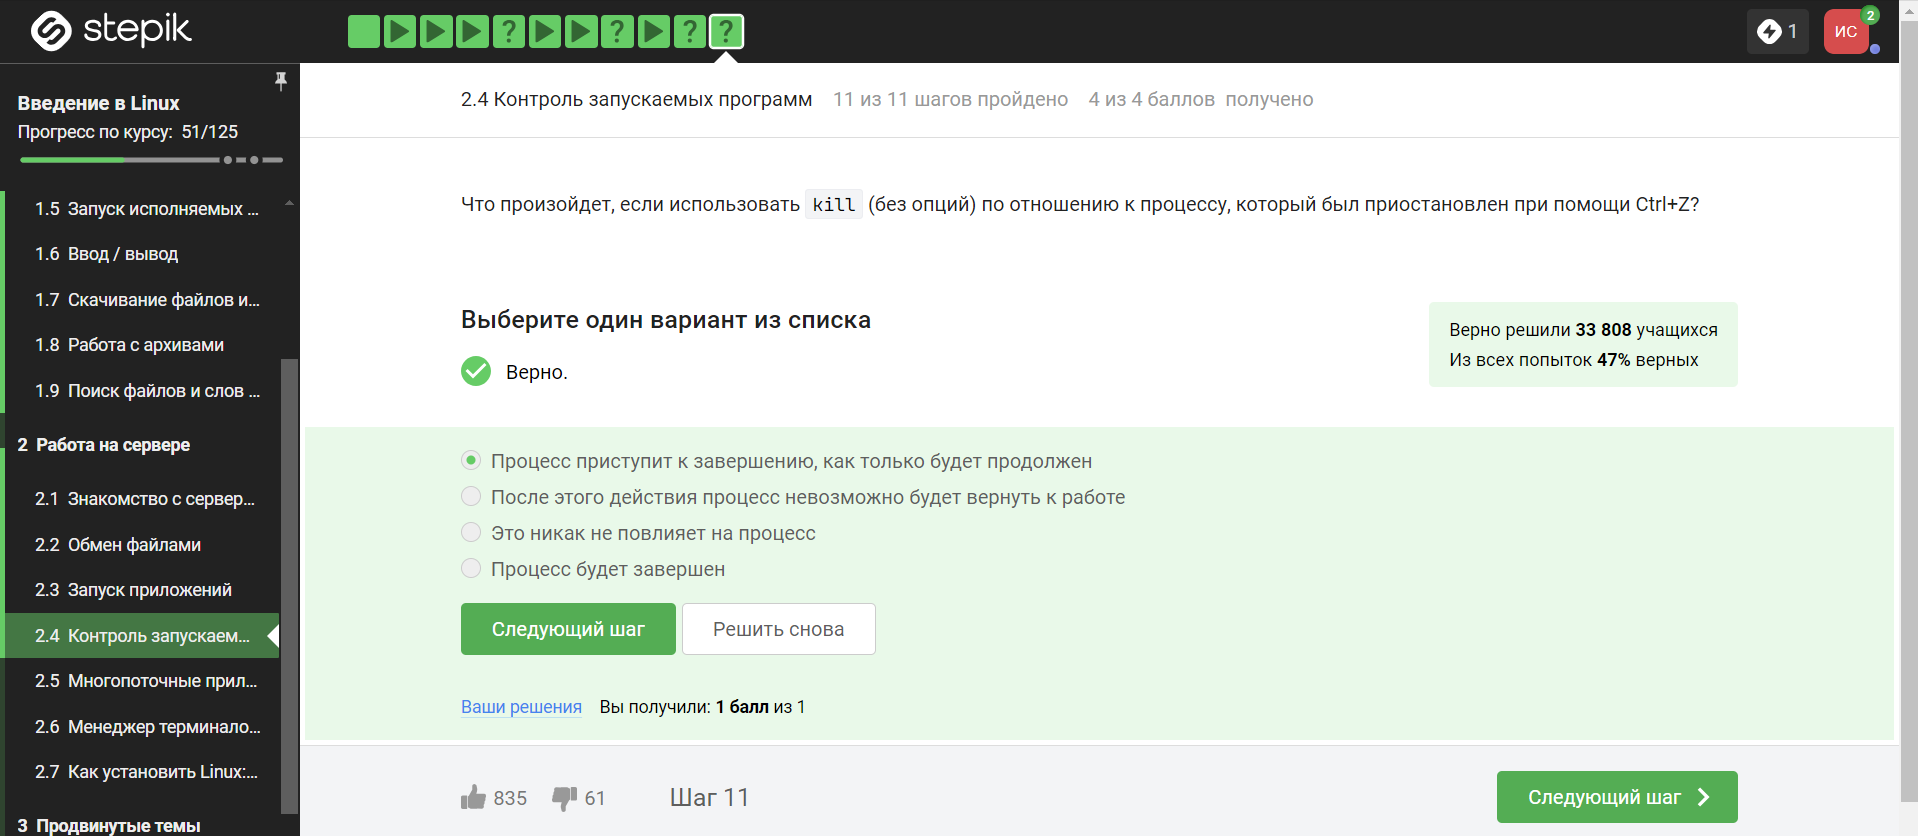 stepik
? ? ? ?
1
ИС
2
Введение в Linux
Прогресс по курсу: 51/125
1.5 Запуск исполняемых ...
1.6 Ввод / вывод
1.7 Скачивание файлов и...
1.8 Работа с архивами
1.9 Поиск файлов и слов ...
2 Работа на сервере
2.1 Знакомство с сервер...
2.2 Обмен файлами
2.3 Запуск приложений
2.4 Контроль запускаем...
2.5 Многопоточные прил...
2.6 Менеджер терминало...
2.7 Как установить Linux:...
3 Продвинутые темы
2.4 Контроль запускаемых программ 11 из 11 шагов пройдено 4 из 4 баллов получено
Что произойдет, если использовать kill (без опций) по отношению к процессу, который был приостановлен при помощи Ctrl+Z?
Выберите один вариант из списка
Верно.
Верно решили 33 808 учащихся
Из всех попыток 47% верных
Процесс приступит к завершению, как только будет продолжен
После этого действия процесс невозможно будет вернуть к работе
Это никак не повлияет на процесс
Процесс будет завершен
Следующий шаг
Решить снова
Ваши решения Вы получили: 1 балл из 1
835 61 Шаг 11
Следующий шаг